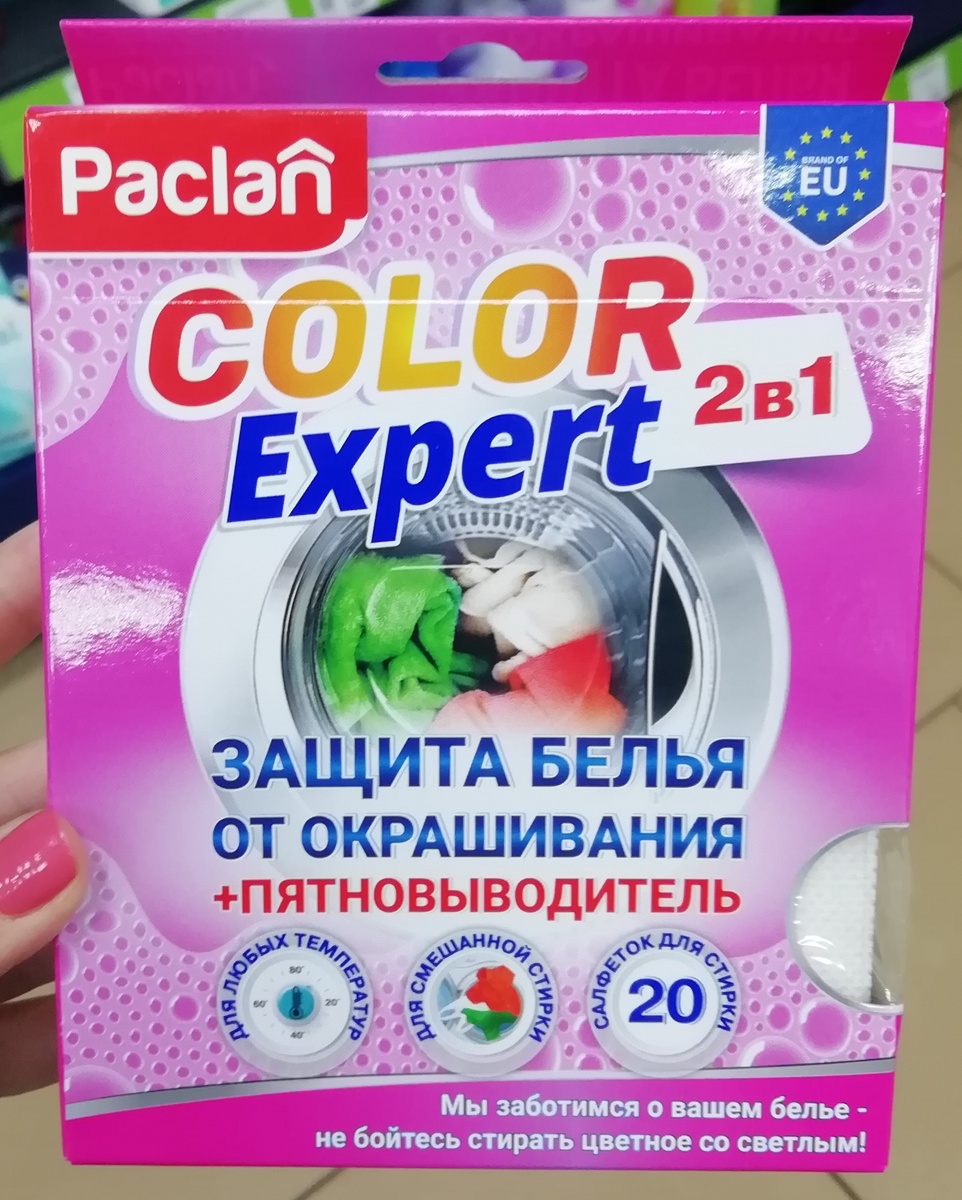 Paclan
BRAND OF
EU
COLOR
Expert
2в1
ЗАЩИТА БЕЛЬЯ
ОТ ОКРАШИВАНИЯ
+ПЯТНОВЫВОДИТЕЛЬ
ДЛЯ ЛЮБЫХ ТЕМПЕРАТУР
80°
60°
20°
40°
ДЛЯ СМЕШАННОЙ СТИРКИ
САЛФЕТОК ДЛЯ СТИРКИ
20
Мы заботимся о вашем белье -
не бойтесь стирать цветное со светлым!